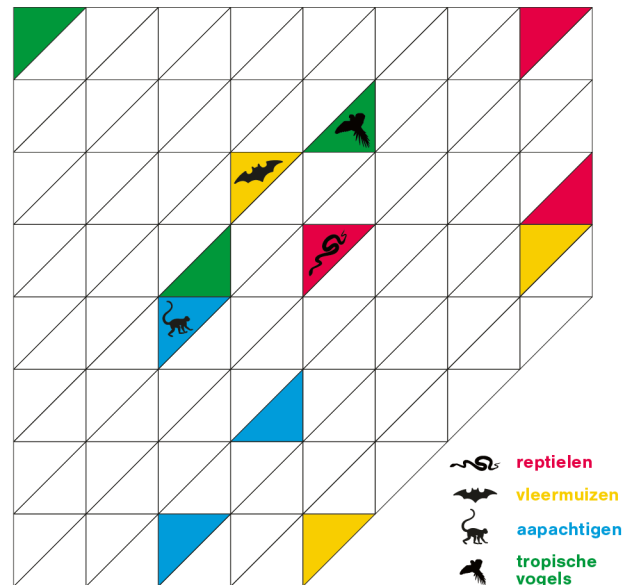 reptielen
vleermuizen
aapachtigen
tropische
vogels